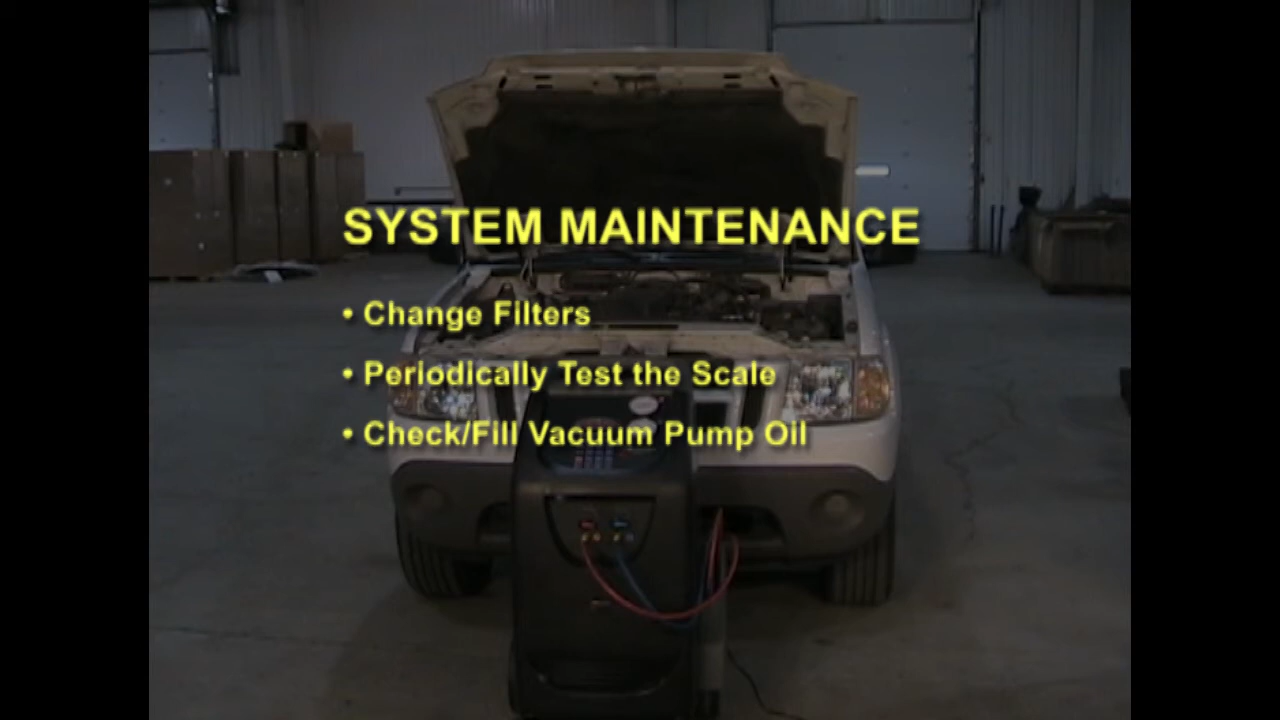 SYSTEM MAINTENANCE
• Change Filters
• Periodically Test the Scale
• Check/Fill Vacuum Pump Oil